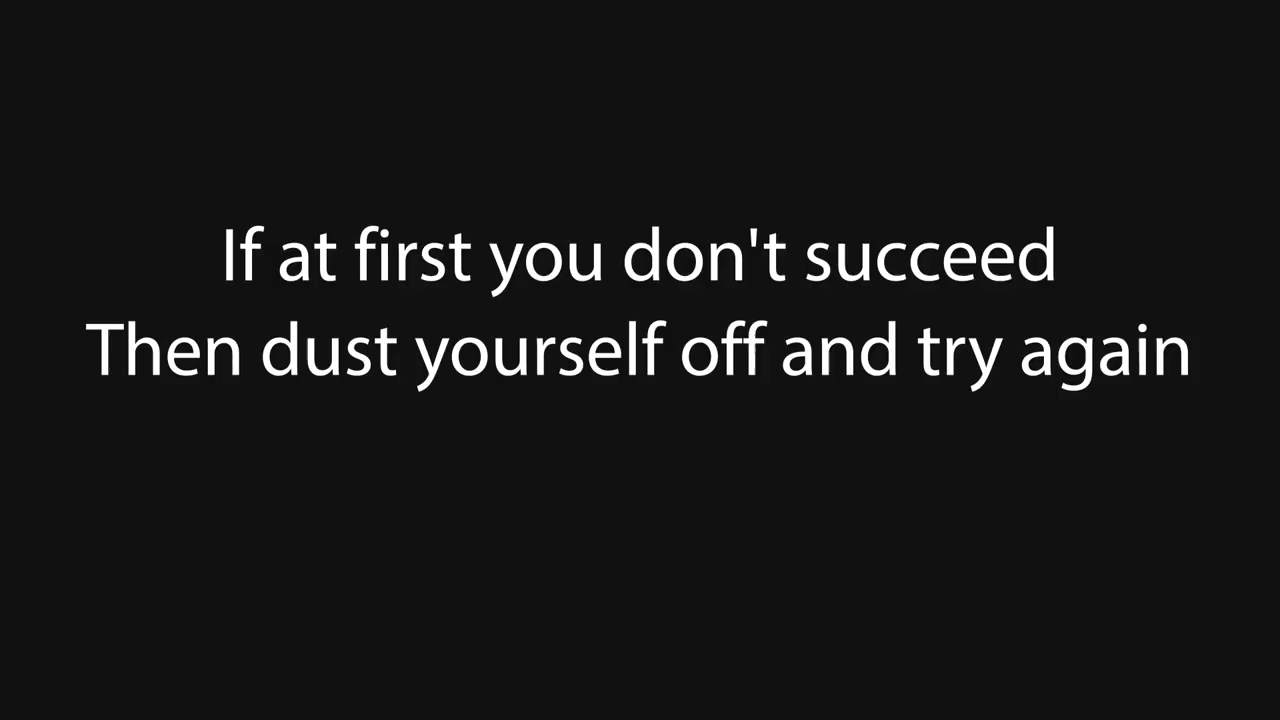 If at first you don't succeed
Then dust yourself off and try again